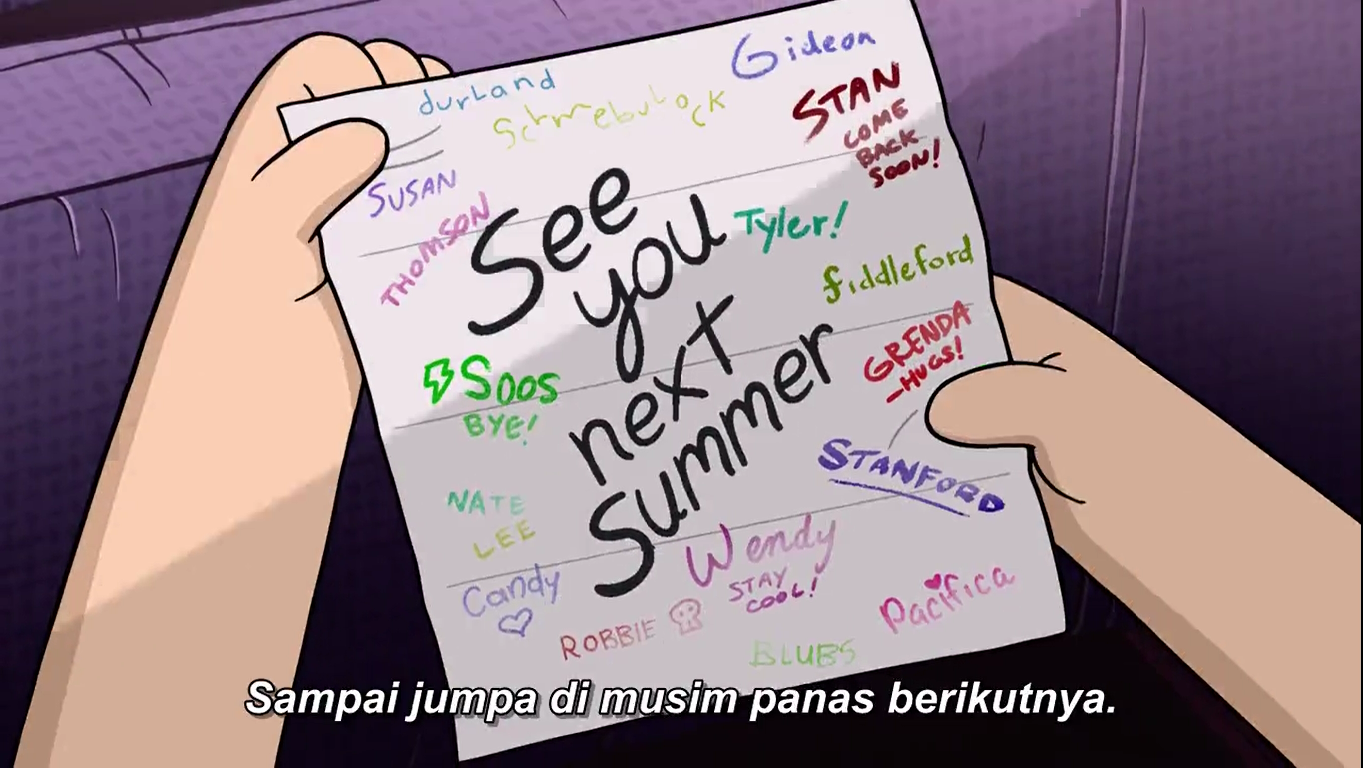 durLand
Schmebulock
Gideon
STAN
COME
BACK
SOON!
SUSAN
THOMSON
See
you
next
summer
Tyler!
fiddleford
GRENDA
-HUGS!
Soos
BYE!
STANFORD
NATE
LEE
Candy
Wendy
STAY
COOL!
ROBBIE
Pacifica
BLUBS
Sampai jumpa di musim panas berikutnya.